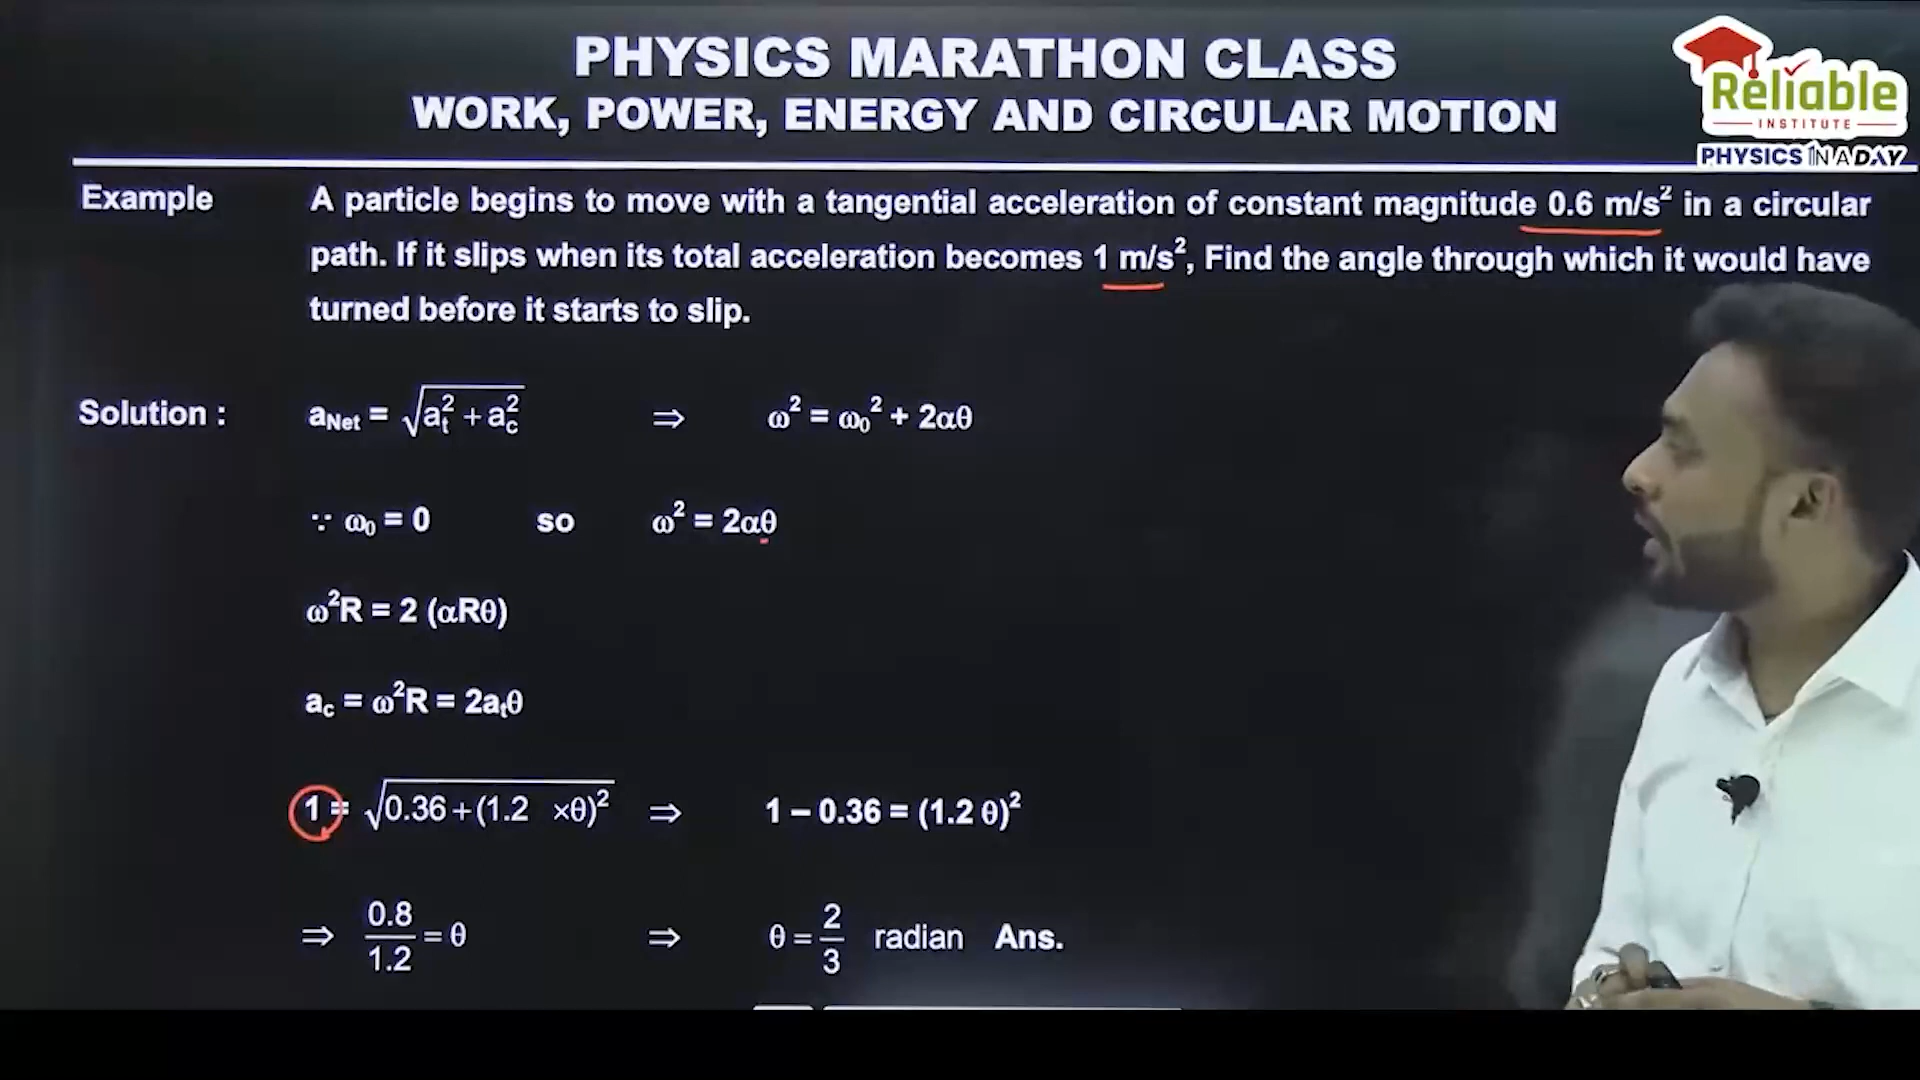 PHYSICS MARATHON CLASS
WORK, POWER, ENERGY AND CIRCULAR MOTION
Reliable
INSTITUTE
PHYSICS IN A DAY
Example A particle begins to move with a tangential acceleration of constant magnitude 0.6 m/s² in a circular
path. If it slips when its total acceleration becomes 1 m/s², Find the angle through which it would have
turned before it starts to slip.
Solution : a_Net = √(a_t² + a_c²) ⇒ ω² = ω₀² + 2αθ
∵ ω₀ = 0 so ω² = 2αθ
ω²R = 2 (αRθ)
a_c = ω²R = 2a_tθ
1 = √(0.36 + (1.2 ×θ)²) ⇒ 1 – 0.36 = (1.2 θ)²
⇒ 0.8/1.2 = θ ⇒ θ = 2/3 radian Ans.